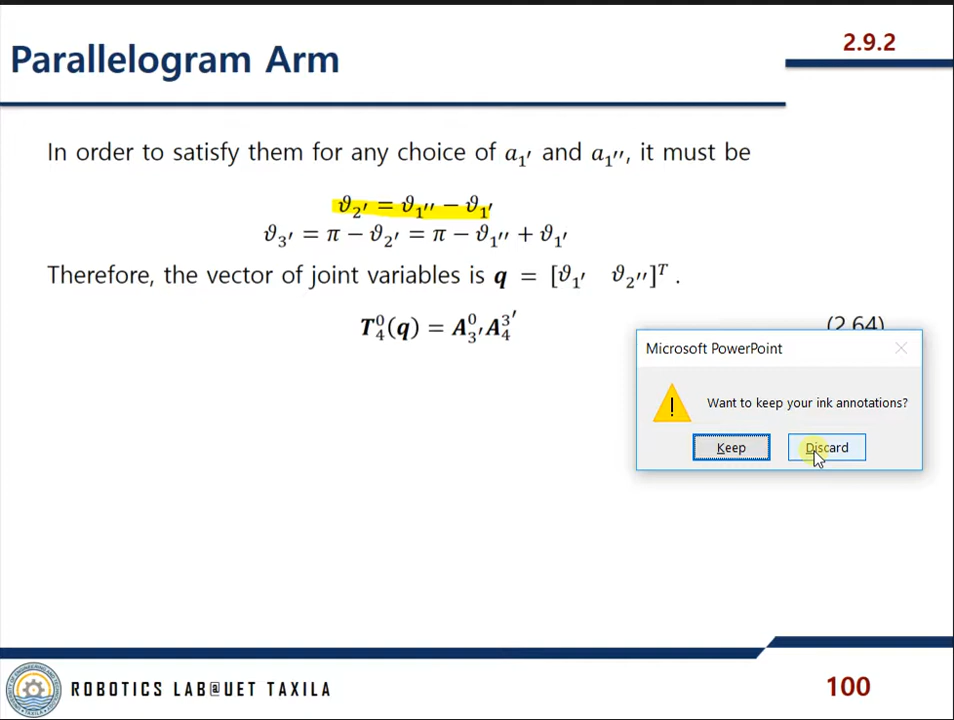 2.9.2
Parallelogram Arm
In order to satisfy them for any choice of a₁′ and a₁′′, it must be
ϑ₂′ = ϑ₁′′ − ϑ₁′
ϑ₃′ = π − ϑ₂′ = π − ϑ₁′′ + ϑ₁′
Therefore, the vector of joint variables is q = [ϑ₁′ ϑ₂′′]ᵀ .
T₄⁰(q) = A₃′⁰ A₄³′ (2.64)
Microsoft PowerPoint
Want to keep your ink annotations?
Keep Discard
ROBOTICS LAB@UET TAXILA
100